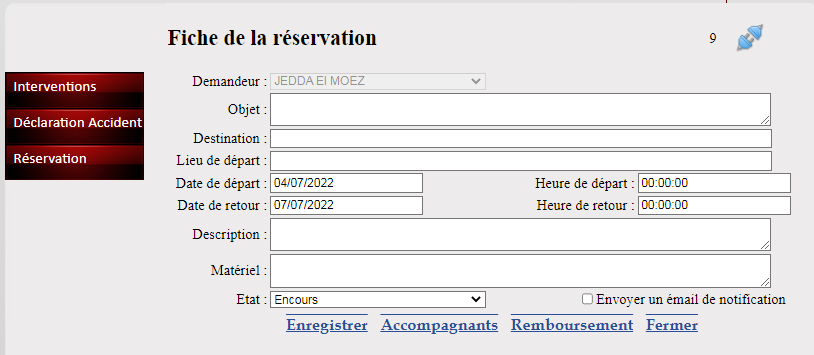 Fiche de la réservation
9
Interventions
Déclaration Accident
Réservation
Demandeur : JEDDA El MOEZ
Objet :
Destination :
Lieu de départ :
Date de départ : 04/07/2022 Heure de départ : 00:00:00
Date de retour : 07/07/2022 Heure de retour : 00:00:00
Description :
Matériel :
Etat : Encours Envoyer un émail de notification
Enregistrer Accompagnants Remboursement Fermer